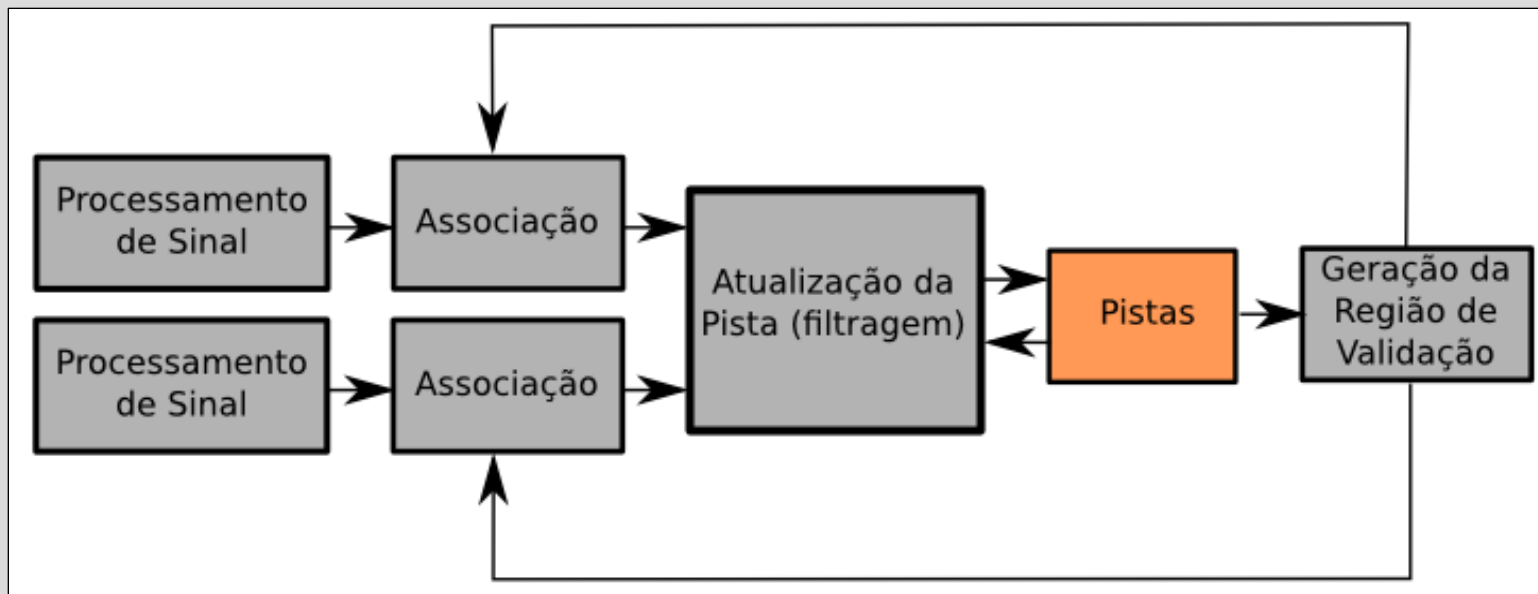 Processamento
de Sinal
Associação
Processamento
de Sinal
Associação
Atualização da
Pista (filtragem)
Pistas
Geração da
Região de
Validação